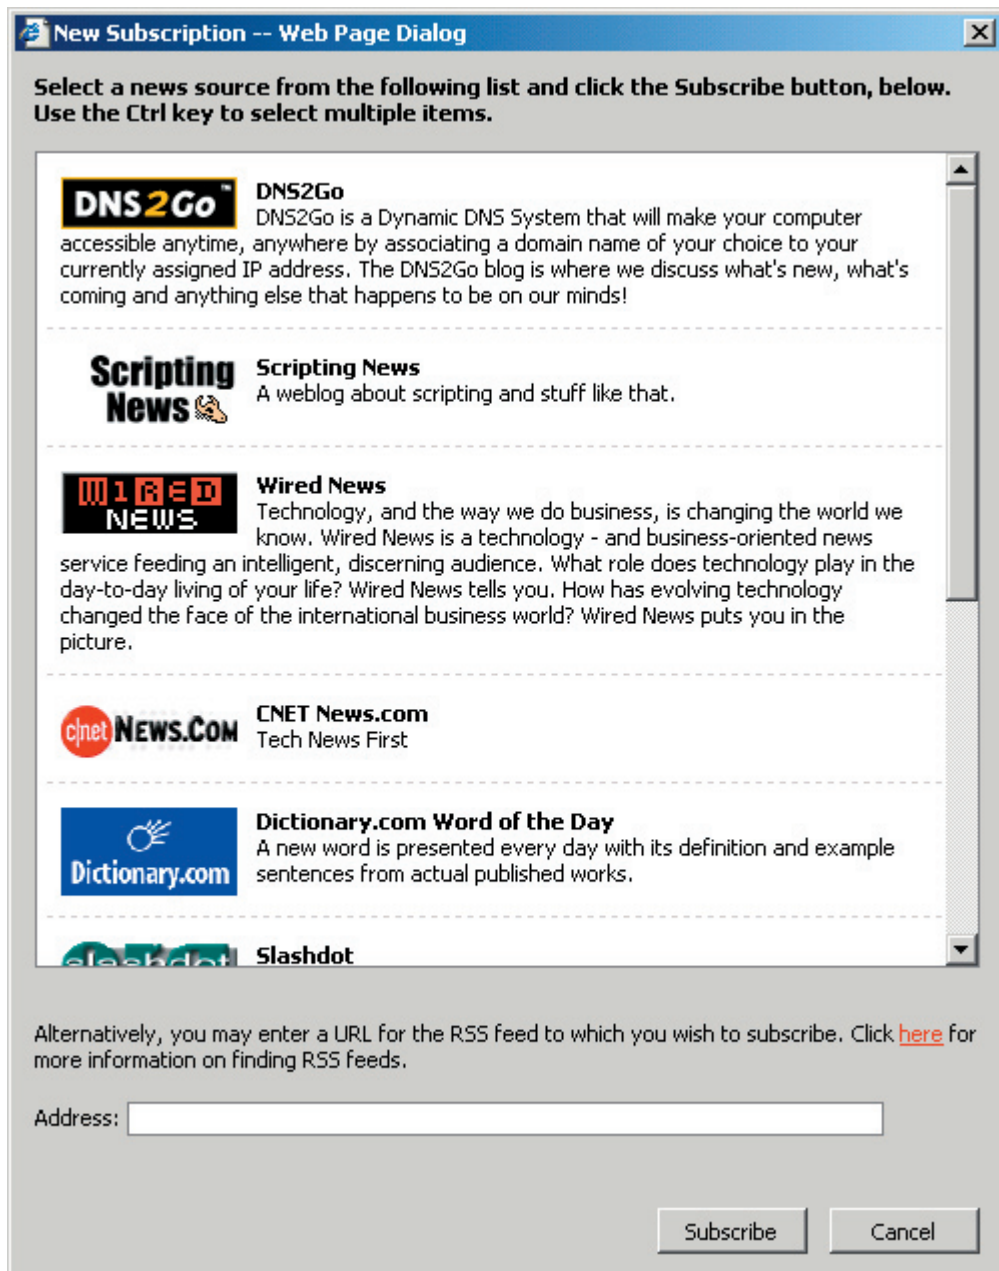 New Subscription -- Web Page Dialog
Select a news source from the following list and click the Subscribe button, below.
Use the Ctrl key to select multiple items.
DNS2Go™
DNS2Go
DNS2Go is a Dynamic DNS System that will make your computer
accessible anytime, anywhere by associating a domain name of your choice to your
currently assigned IP address. The DNS2Go blog is where we discuss what's new, what's
coming and anything else that happens to be on our minds!
Scripting
News
Scripting News
A weblog about scripting and stuff like that.
WIRED
NEWS
Wired News
Technology, and the way we do business, is changing the world we
know. Wired News is a technology - and business-oriented news
service feeding an intelligent, discerning audience. What role does technology play in the
day-to-day living of your life? Wired News tells you. How has evolving technology
changed the face of the international business world? Wired News puts you in the
picture.
c|net NEWS.COM
CNET News.com
Tech News First
Dictionary.com
Dictionary.com Word of the Day
A new word is presented every day with its definition and example
sentences from actual published works.
slashdot
Slashdot
Alternatively, you may enter a URL for the RSS feed to which you wish to subscribe. Click here for
more information on finding RSS feeds.
Address:
Subscribe
Cancel